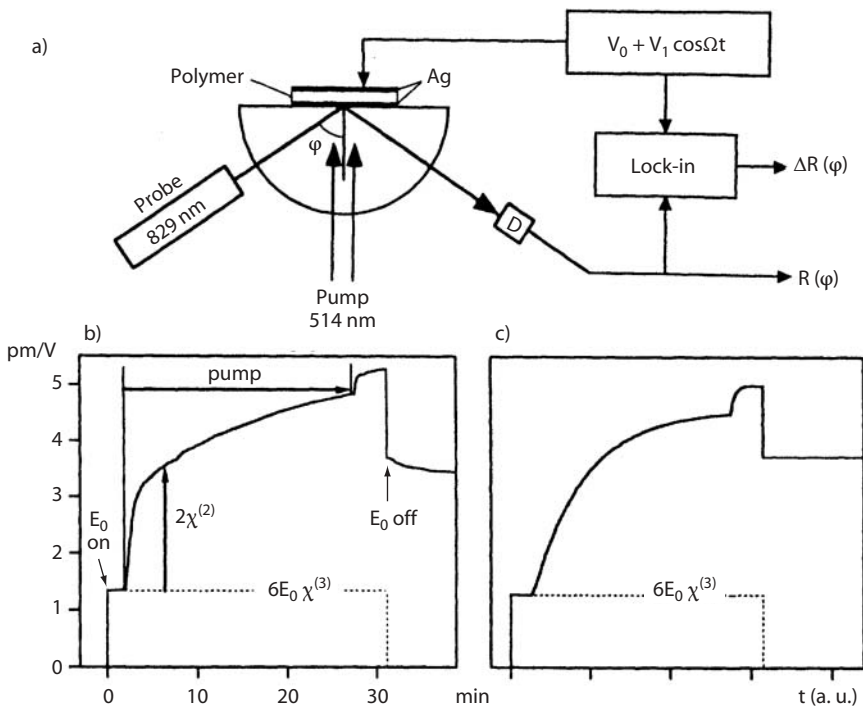 a)
V₀ + V₁ cosΩt
Polymer
Ag
φ
Lock-in
ΔR (φ)
Probe
829 nm
D
R (φ)
Pump
514 nm
b)
pm/V
5
4
3
2
1
0
pump
E₀
on
2χ⁽²⁾
E₀ off
6E₀ χ⁽³⁾
0
10
20
30
min
c)
6E₀ χ⁽³⁾
t (a. u.)